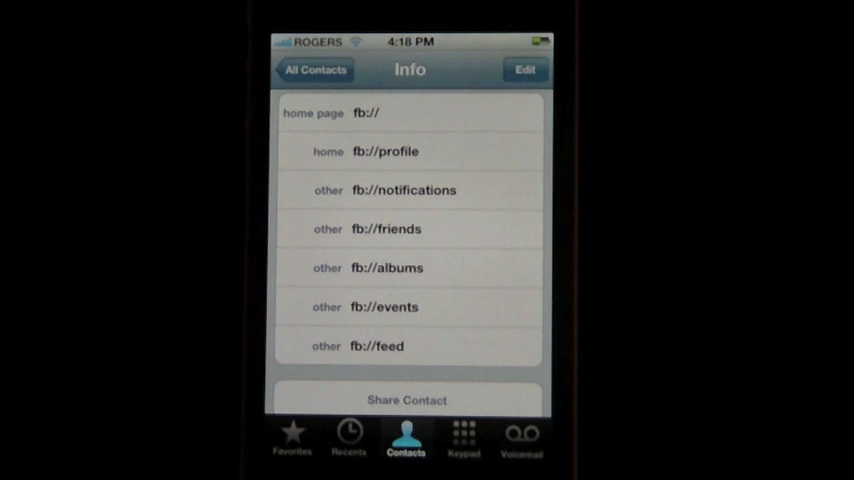 ROGERS 4:18 PM
All Contacts Info Edit
home page fb://
home fb://profile
other fb://notifications
other fb://friends
other fb://albums
other fb://events
other fb://feed
Share Contact
Favorites Recents Contacts Keypad Voicemail